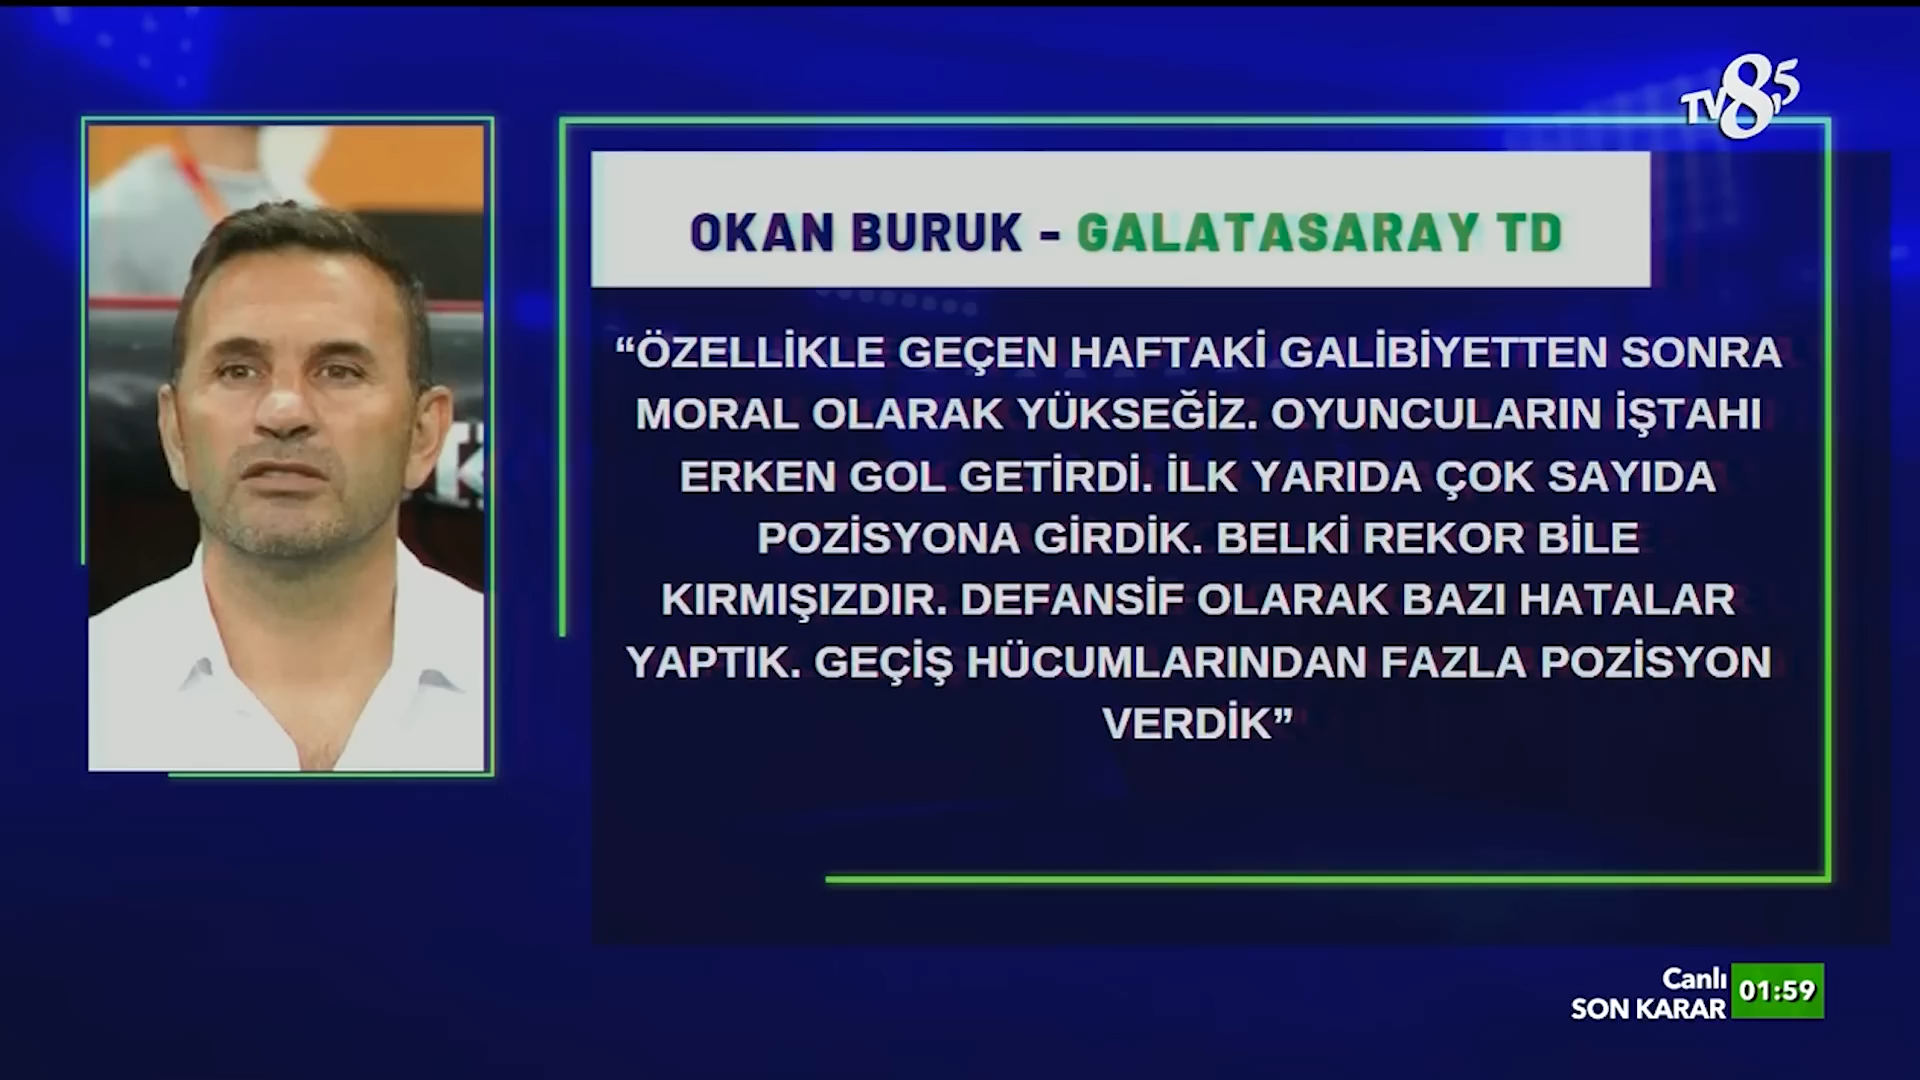 TV8,5
OKAN BURUK - GALATASARAY TD
“ÖZELLİKLE GEÇEN HAFTAKİ GALİBİYETTEN SONRA
MORAL OLARAK YÜKSEĞİZ. OYUNCULARIN İŞTAHI
ERKEN GOL GETİRDİ. İLK YARIDA ÇOK SAYIDA
POZİSYONA GİRDİK. BELKİ REKOR BİLE
KIRMIŞIZDIR. DEFANSİF OLARAK BAZI HATALAR
YAPTIK. GEÇİŞ HÜCUMLARINDAN FAZLA POZİSYON
VERDİK”
Canlı
SON KARAR 01:59